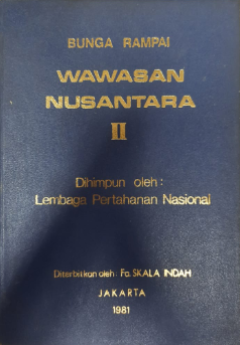 BUNGA RAMPAI
WAWASAN
NUSANTARA
II
Dihimpun oleh:
Lembaga Pertahanan Nasional
Diterbitkan oleh: Fa. SKALA INDAH
JAKARTA
1981